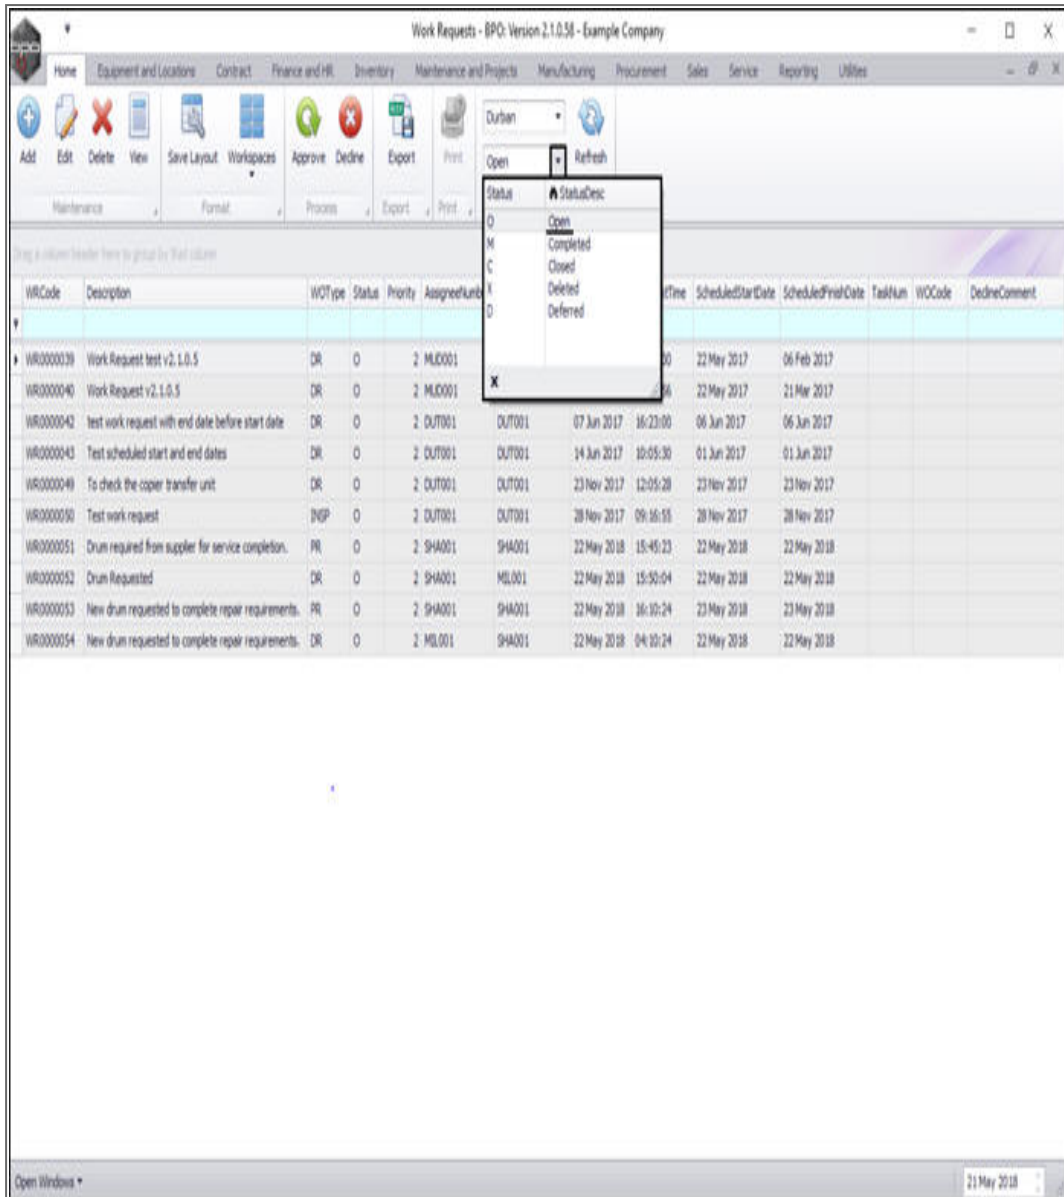 Work Requests - BPO: Version 2.1.0.58 - Example Company
Home Equipment and Locations Contract Finance and HR Inventory Maintenance and Projects Manufacturing Procurement Sales Service Reporting Utilities
Durban
Add Edit Delete View Save Layout Workspaces Approve Decline Export Print Open Refresh
Maintenance Format Process Export Print
Status StatusDesc
O Open
M Completed
C Closed
X Deleted
D Deferred
Drag a column header here to group by that column
WRCode Description WOType Status Priority ScheduledStartDate ScheduledFinishDate TaskNum WOCode DeclineComment
WR0000039 Work Request test v2.1.0.5 DR O 2 MUD001 22 May 2017 06 Feb 2017
WR0000040 Work Request v2.1.0.5 DR O 2 MUD001 22 May 2017 21 Mar 2017
WR0000042 test work request with end date before start date DR O 2 DUT001 DUT001 07 Jun 2017 16:23:00 06 Jun 2017 06 Jun 2017
WR0000043 Test scheduled start and end dates DR O 2 DUT001 DUT001 14 Jun 2017 10:05:30 01 Jun 2017 01 Jun 2017
WR0000049 To check the copier transfer unit DR O 2 DUT001 DUT001 23 Nov 2017 12:05:28 23 Nov 2017 23 Nov 2017
WR0000050 Test work request INSP O 2 DUT001 DUT001 28 Nov 2017 09:16:55 28 Nov 2017 28 Nov 2017
WR0000051 Drum required from supplier for service completion. PR O 2 SHA001 SHA001 22 May 2018 15:45:23 22 May 2018 22 May 2018
WR0000052 Drum Requested DR O 2 SHA001 MIL001 22 May 2018 15:50:04 22 May 2018 22 May 2018
WR0000053 New drum requested to complete repair requirements. PR O 2 SHA001 SHA001 22 May 2018 16:10:24 23 May 2018 23 May 2018
WR0000054 New drum requested to complete repair requirements. DR O 2 MIL001 SHA001 22 May 2018 04:10:24 22 May 2018 22 May 2018
Open Windows
21 May 2018